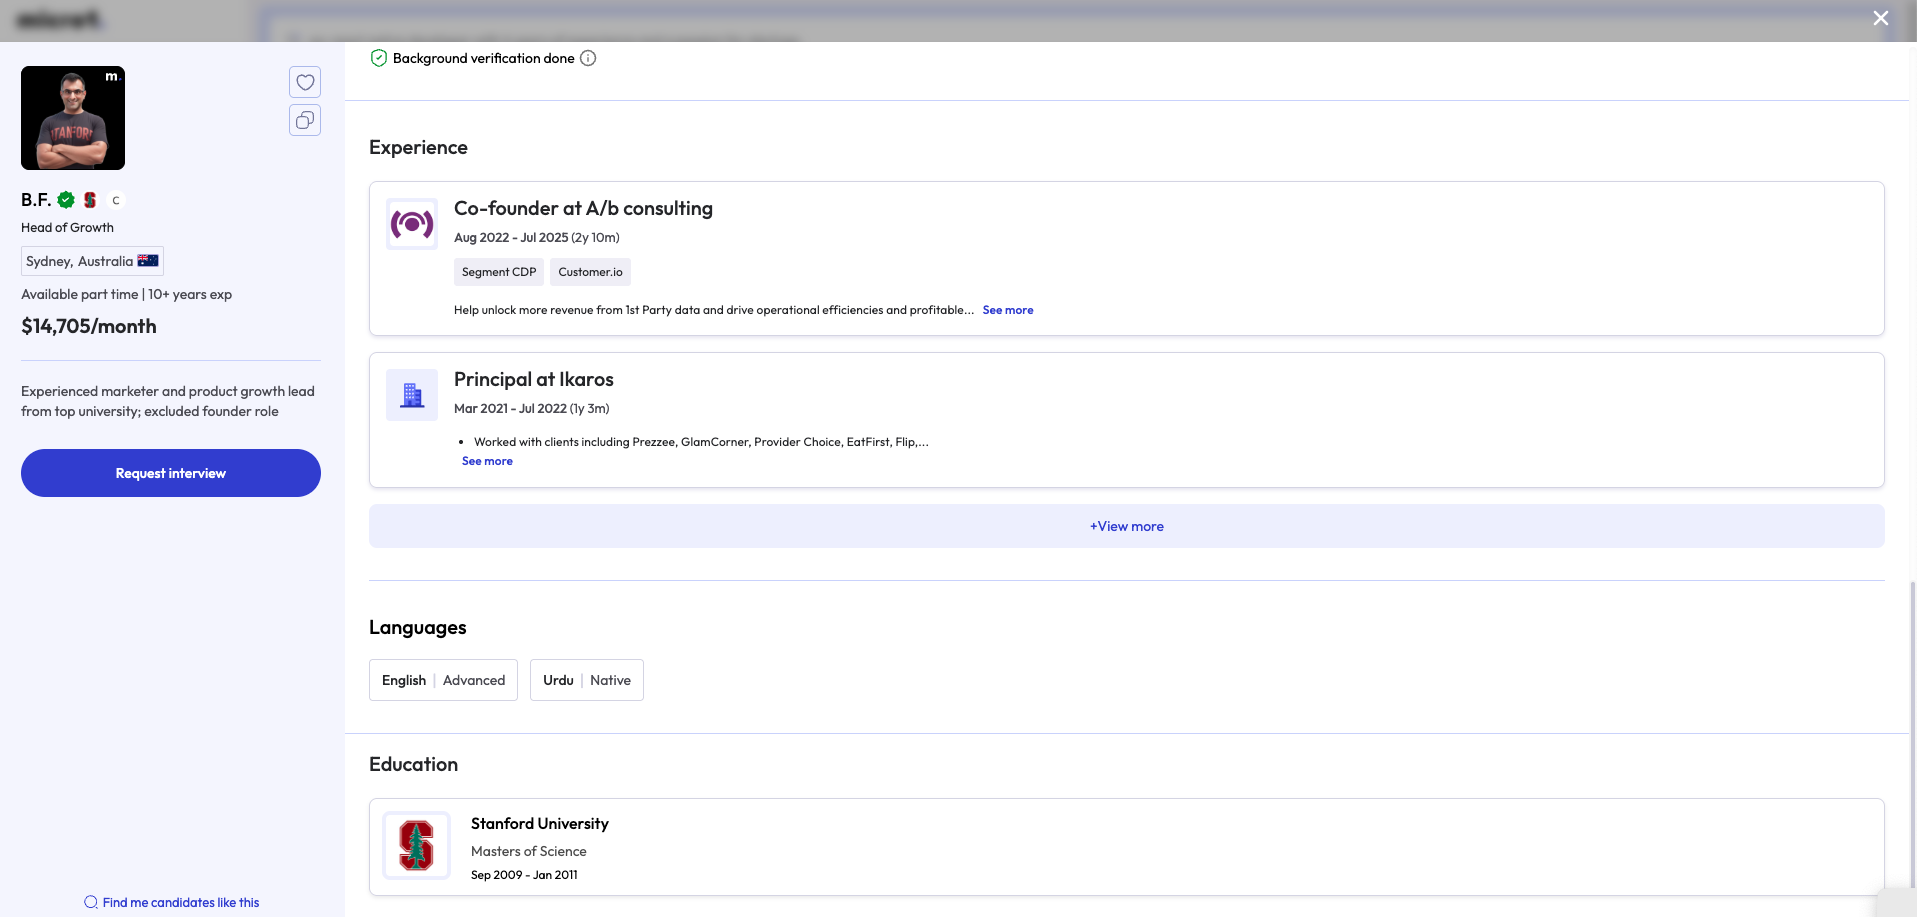 micro1.
Background verification done
m.
B.F.
C
Head of Growth
Sydney, Australia
Available part time | 10+ years exp
$14,705/month
Experienced marketer and product growth lead
from top university; excluded founder role
Request interview
Find me candidates like this
Experience
Co-founder at A/b consulting
Aug 2022 - Jul 2025 (2y 10m)
Segment CDP
Customer.io
Help unlock more revenue from 1st Party data and drive operational efficiencies and profitable... See more
Principal at Ikaros
Mar 2021 - Jul 2022 (1y 3m)
• Worked with clients including Prezzee, GlamCorner, Provider Choice, EatFirst, Flip,...
See more
+View more
Languages
English | Advanced
Urdu | Native
Education
Stanford University
Masters of Science
Sep 2009 - Jan 2011